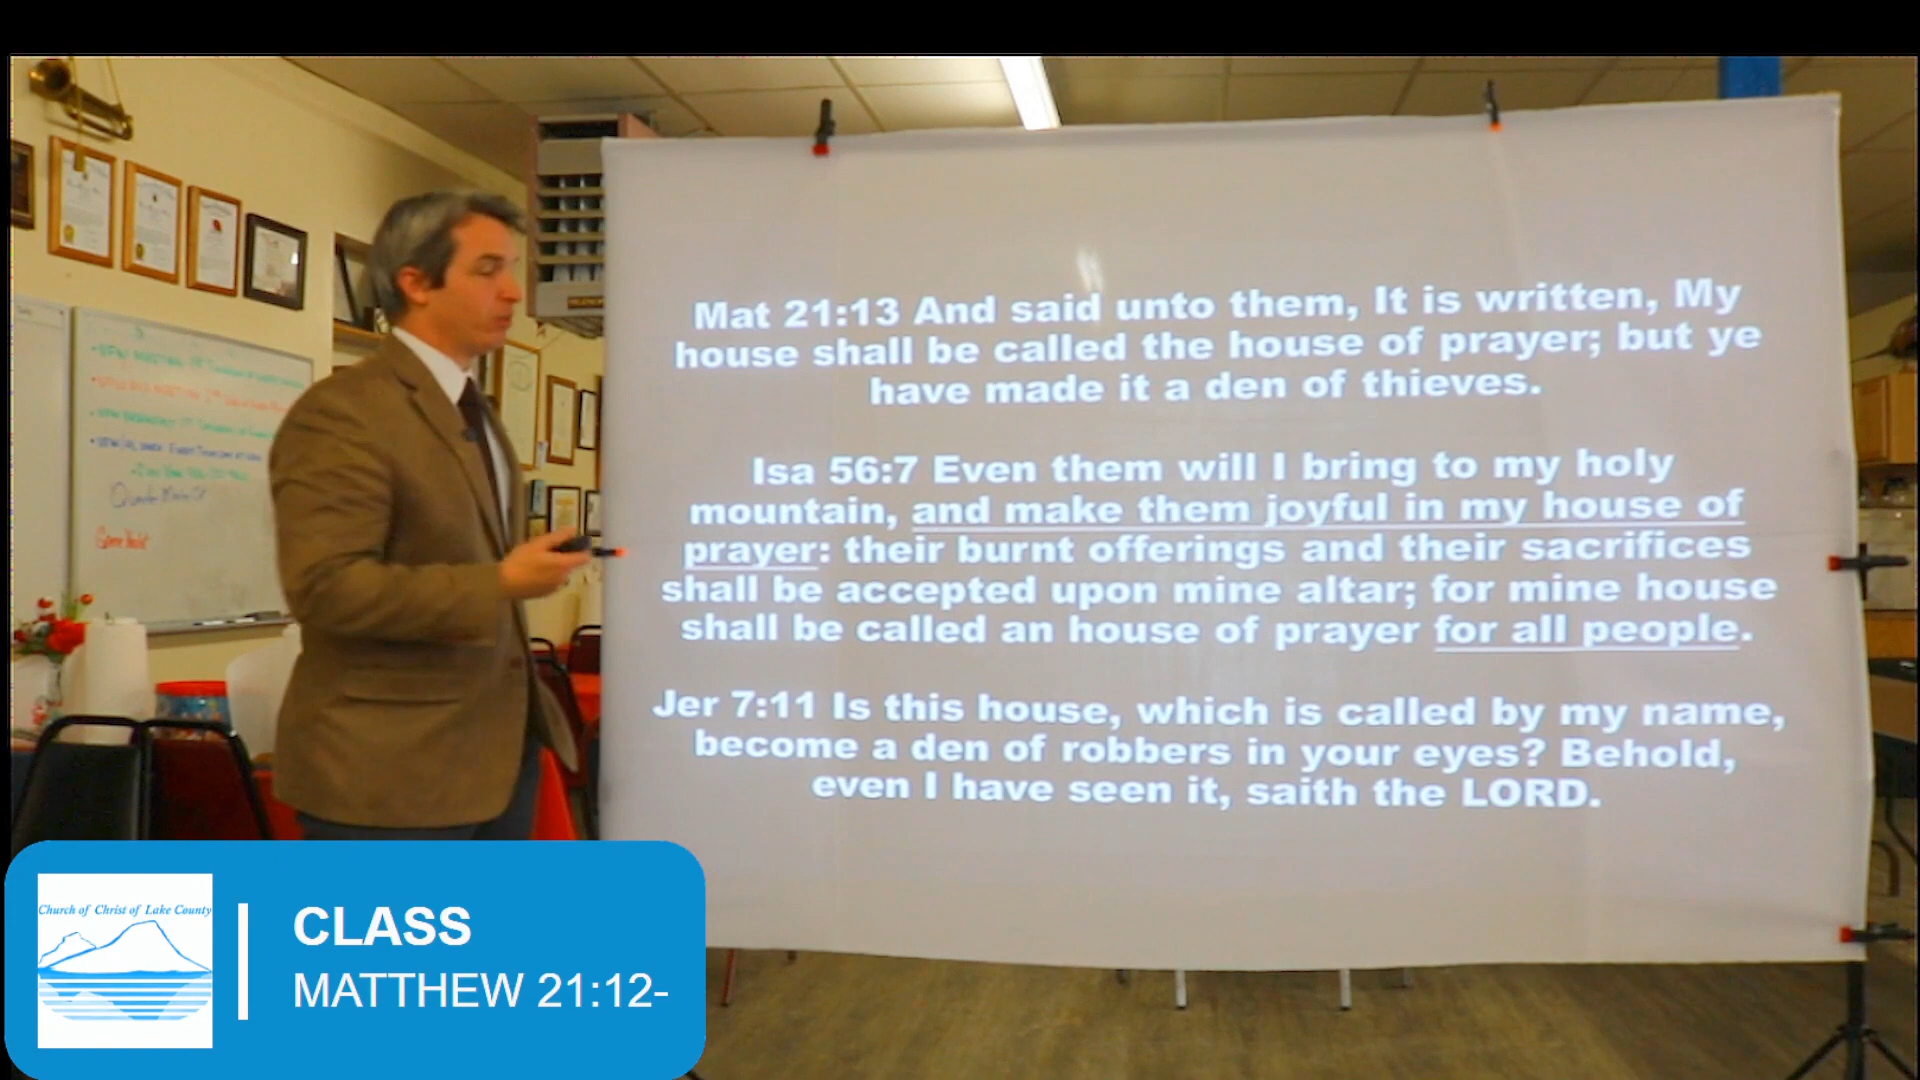 Mat 21:13 And said unto them, It is written, My
house shall be called the house of prayer; but ye
have made it a den of thieves.
Isa 56:7 Even them will I bring to my holy
mountain, and make them joyful in my house of
prayer: their burnt offerings and their sacrifices
shall be accepted upon mine altar; for mine house
shall be called an house of prayer for all people.
Jer 7:11 Is this house, which is called by my name,
become a den of robbers in your eyes? Behold,
even I have seen it, saith the LORD.
Church of Christ of Lake County
CLASS
MATTHEW 21:12-